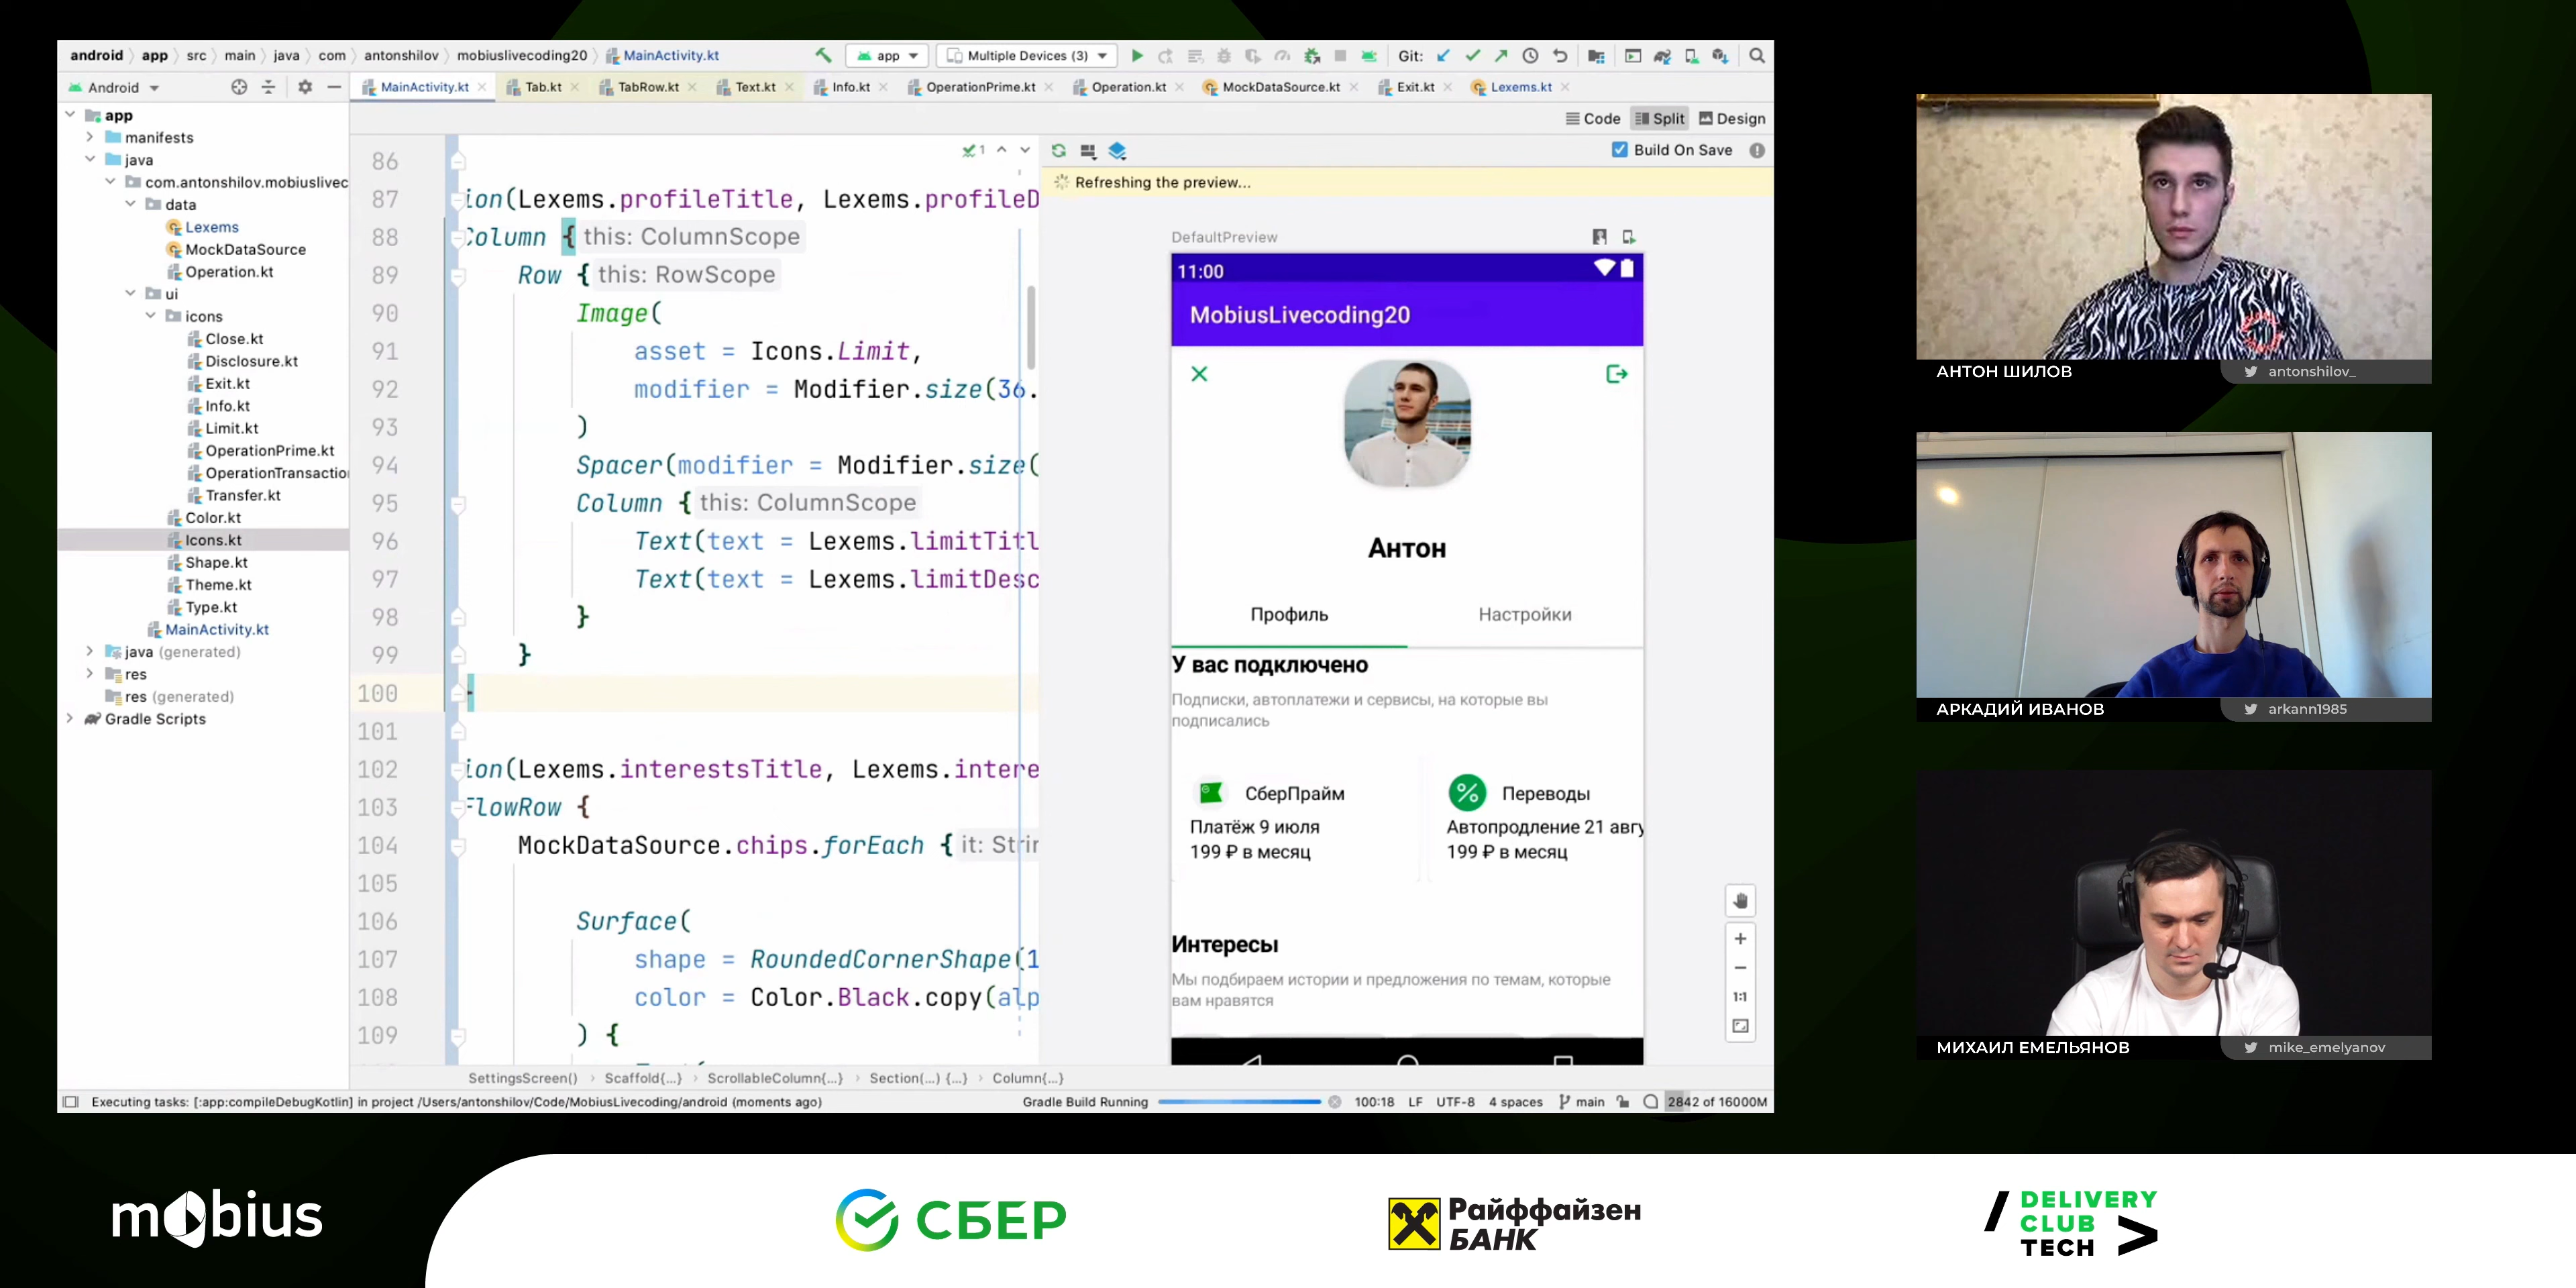 android app src main java com antonshilov mobiuslivecoding20 MainActivity.kt
app
Multiple Devices (3)
Git:
Android
MainActivity.kt
Tab.kt
TabRow.kt
Text.kt
Info.kt
OperationPrime.kt
Operation.kt
MockDataSource.kt
Exit.kt
Lexems.kt
Code
Split
Design
app
manifests
java
com.antonshilov.mobiuslivec
data
Lexems
MockDataSource
Operation.kt
ui
icons
Close.kt
Disclosure.kt
Exit.kt
Info.kt
Limit.kt
OperationPrime.kt
OperationTransactio
Transfer.kt
Color.kt
Icons.kt
Shape.kt
Theme.kt
Type.kt
MainActivity.kt
java (generated)
res
res (generated)
Gradle Scripts
1
86
87 ion(Lexems.profileTitle, Lexems.profileD
88 Column { this: ColumnScope
89 Row { this: RowScope
90 Image(
91 asset = Icons.Limit,
92 modifier = Modifier.size(36.
93 )
94 Spacer(modifier = Modifier.size(
95 Column { this: ColumnScope
96 Text(text = Lexems.limitTitl
97 Text(text = Lexems.limitDesc
98 }
99 }
100 }
101
102 ion(Lexems.interestsTitle, Lexems.intere
103 FlowRow {
104 MockDataSource.chips.forEach { it: Strin
105
106 Surface(
107 shape = RoundedCornerShape(1
108 color = Color.Black.copy(alp
109 ) {
Build On Save
Refreshing the preview...
DefaultPreview
11:00
MobiusLivecoding20
Антон
Профиль
Настройки
У вас подключено
Подписки, автоплатежи и сервисы, на которые вы
подписались
СберПрайм
Платёж 9 июля
199 ₽ в месяц
Переводы
Автопродление 21 авгу
199 ₽ в месяц
Интересы
Мы подбираем истории и предложения по темам, которые
вам нравятся
1:1
SettingsScreen() Scaffold{...} ScrollableColumn{...} Section(...) {...} Column{...}
Executing tasks: [:app:compileDebugKotlin] in project /Users/antonshilov/Code/MobiusLivecoding/android (moments ago)
Gradle Build Running
100:18 LF UTF-8 4 spaces main 2842 of 16000M
АНТОН ШИЛОВ
antonshilov_
АРКАДИЙ ИВАНОВ
arkann1985
МИХАИЛ ЕМЕЛЬЯНОВ
mike_emelyanov
mobius
СБЕР
Райффайзен
БАНК
DELIVERY
CLUB
TECH